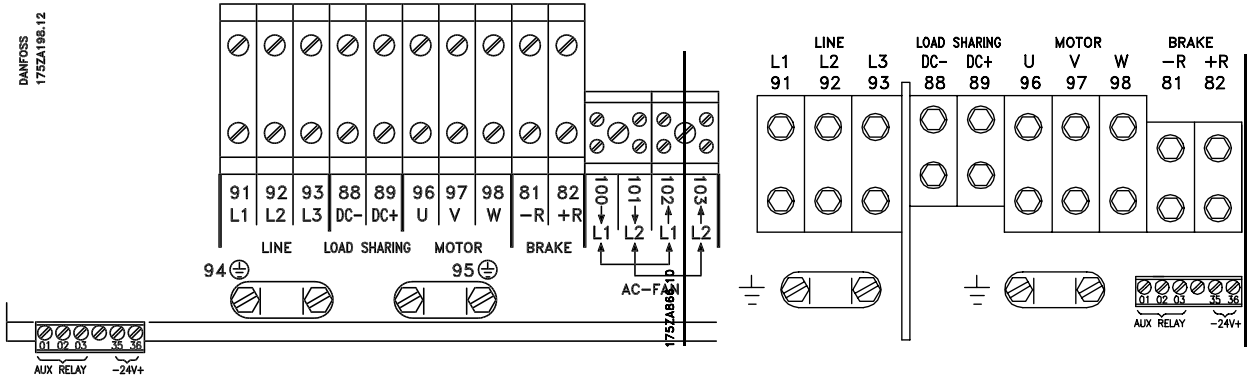 DANFOSS
175ZA198.12
91 92 93 88 89 96 97 98 81 82 100 101 102 103
L1 L2 L3 DC- DC+ U V W -R +R L1 L2 L1 L2
LINE LOAD SHARING MOTOR BRAKE
94 95
AC-FAN
175ZA866.10
01 02 03 35 36
AUX RELAY -24V+
LINE LOAD SHARING MOTOR BRAKE
L1 L2 L3 DC- DC+ U V W -R +R
91 92 93 88 89 96 97 98 81 82
01 02 03 35 36
AUX RELAY -24V+